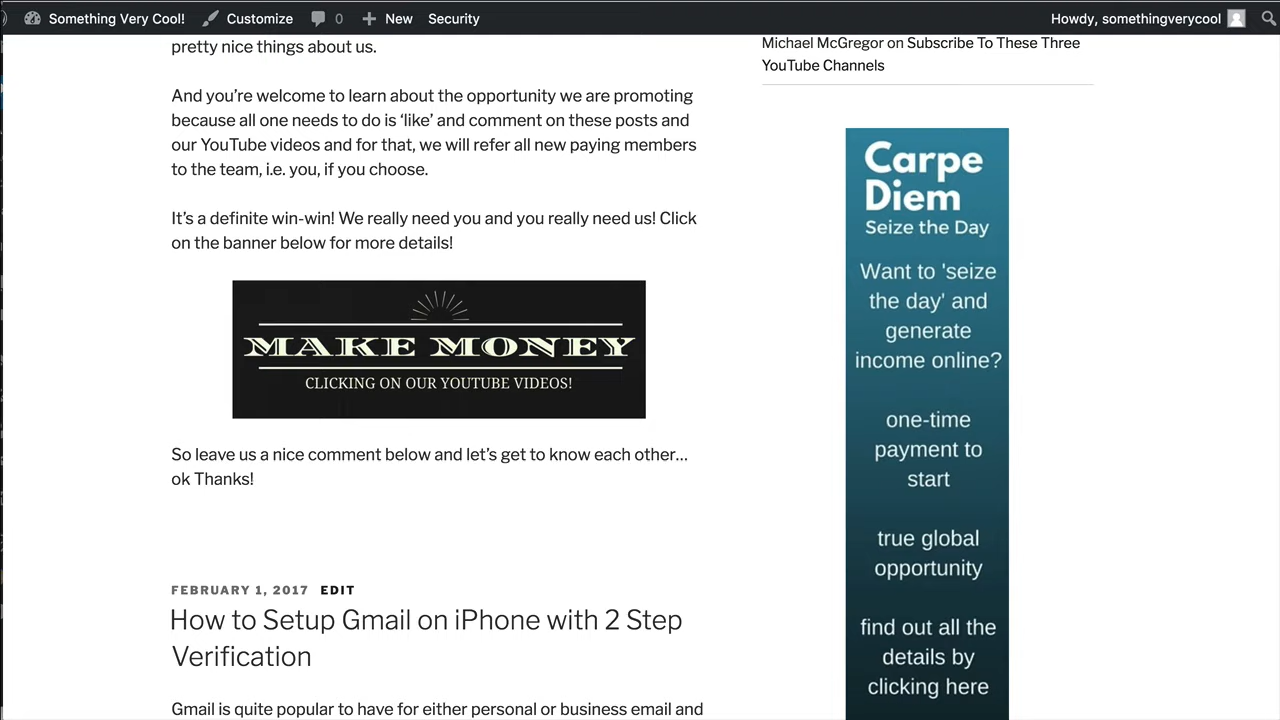 Something Very Cool! Customize 0 New Security Howdy, somethingverycool
pretty nice things about us.
And you’re welcome to learn about the opportunity we are promoting
because all one needs to do is ‘like’ and comment on these posts and
our YouTube videos and for that, we will refer all new paying members
to the team, i.e. you, if you choose.
It’s a definite win-win! We really need you and you really need us! Click
on the banner below for more details!
MAKE MONEY
CLICKING ON OUR YOUTUBE VIDEOS!
So leave us a nice comment below and let’s get to know each other…
ok Thanks!
FEBRUARY 1, 2017 EDIT
How to Setup Gmail on iPhone with 2 Step
Verification
Gmail is quite popular to have for either personal or business email and
Michael McGregor on Subscribe To These Three
YouTube Channels
Carpe
Diem
Seize the Day
Want to 'seize
the day' and
generate
income online?
one-time
payment to
start
true global
opportunity
find out all the
details by
clicking here